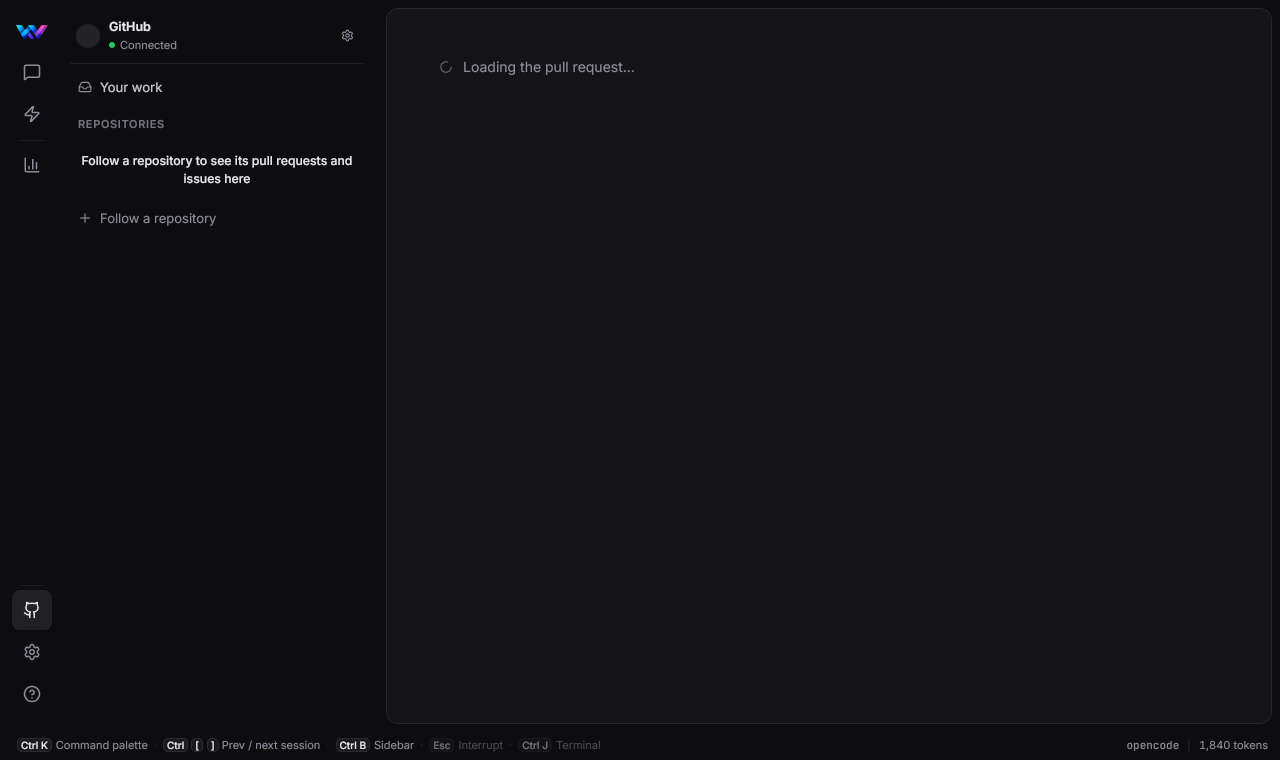 GitHub
Connected
Your work
REPOSITORIES
Follow a repository to see its pull requests and
issues here
Follow a repository
Loading the pull request...
Ctrl K Command palette · Ctrl [ ] Prev / next session · Ctrl B Sidebar · Esc Interrupt · Ctrl J Terminal
opencode | 1,840 tokens